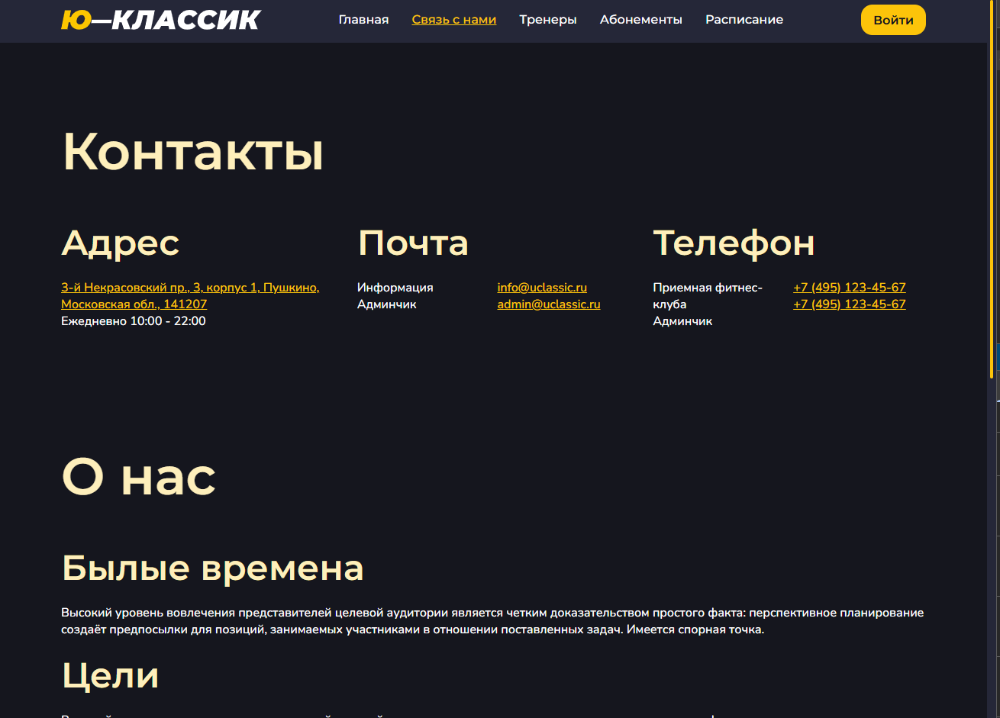 Ю—КЛАССИК Главная Связь с нами Тренеры Абонементы Расписание Войти
Контакты
Адрес
3-й Некрасовский пр., 3, корпус 1, Пушкино,
Московская обл., 141207
Ежедневно 10:00 - 22:00
Почта
Информация info@uclassic.ru
Админчик admin@uclassic.ru
Телефон
Приемная фитнес- +7 (495) 123-45-67
клуба +7 (495) 123-45-67
Админчик
О нас
Былые времена
Высокий уровень вовлечения представителей целевой аудитории является четким доказательством простого факта: перспективное планирование
создаёт предпосылки для позиций, занимаемых участниками в отношении поставленных задач. Имеется спорная точка.
Цели